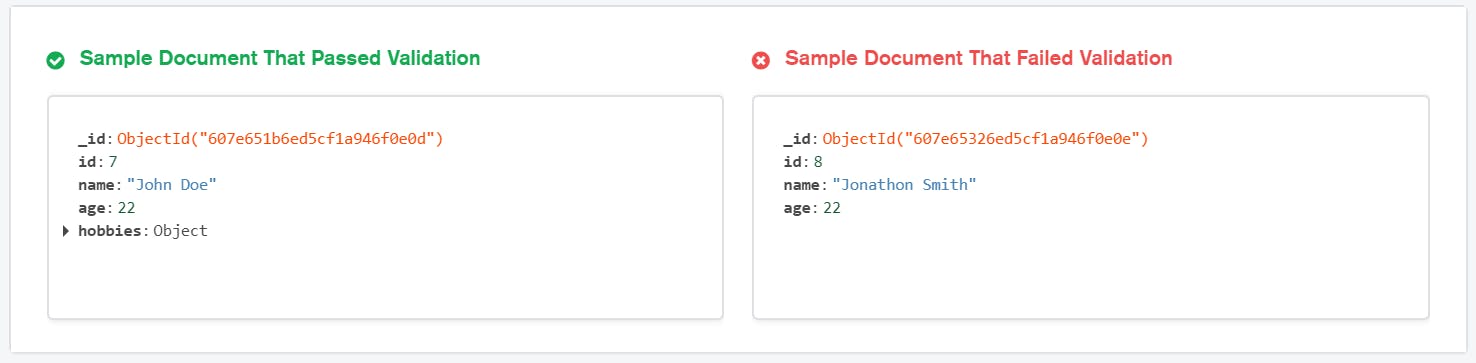 Sample Document That Passed Validation
_id: ObjectId("607e651b6ed5cf1a946f0e0d")
id: 7
name: "John Doe"
age: 22
hobbies: Object
Sample Document That Failed Validation
_id: ObjectId("607e65326ed5cf1a946f0e0e")
id: 8
name: "Jonathon Smith"
age: 22